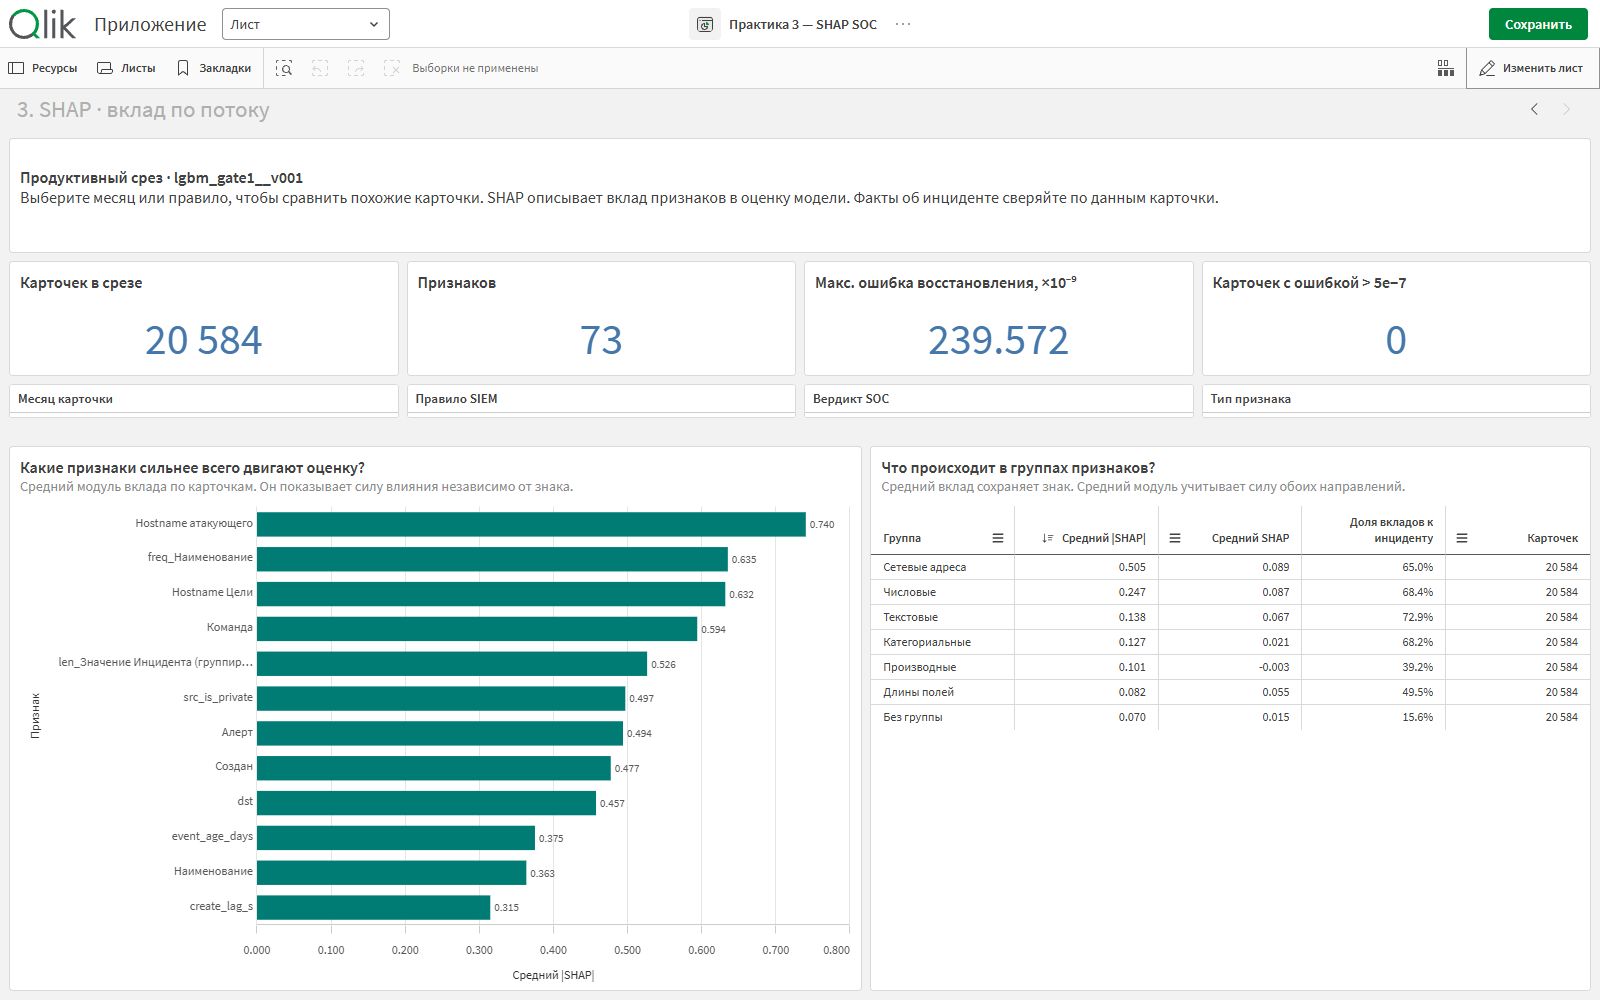 Qlik
Приложение
Лист
Практика 3 — SHAP SOC
Сохранить
Ресурсы
Листы
Закладки
Выборки не применены
Изменить лист
3. SHAP · вклад по потоку
Продуктивный срез · lgbm_gate1__v001
Выберите месяц или правило, чтобы сравнить похожие карточки. SHAP описывает вклад признаков в оценку модели. Факты об инциденте сверяйте по данным карточки.
Карточек в срезе
20 584
Признаков
73
Макс. ошибка восстановления, ×10⁻⁹
239.572
Карточек с ошибкой > 5e−7
0
Месяц карточки
Правило SIEM
Вердикт SOC
Тип признака
Какие признаки сильнее всего двигают оценку?
Средний модуль вклада по карточкам. Он показывает силу влияния независимо от знака.
Признак
Hostname атакующего 0.740
freq_Наименование 0.635
Hostname Цели 0.632
Команда 0.594
len_Значение Инцидента (группир... 0.526
src_is_private 0.497
Алерт 0.494
Создан 0.477
dst 0.457
event_age_days 0.375
Наименование 0.363
create_lag_s 0.315
0.000 0.100 0.200 0.300 0.400 0.500 0.600 0.700 0.800
Средний |SHAP|
Что происходит в группах признаков?
Средний вклад сохраняет знак. Средний модуль учитывает силу обоих направлений.
Группа Средний |SHAP| Средний SHAP Доля вкладов к инциденту Карточек
Сетевые адреса 0.505 0.089 65.0% 20 584
Числовые 0.247 0.087 68.4% 20 584
Текстовые 0.138 0.067 72.9% 20 584
Категориальные 0.127 0.021 68.2% 20 584
Производные 0.101 -0.003 39.2% 20 584
Длины полей 0.082 0.055 49.5% 20 584
Без группы 0.070 0.015 15.6% 20 584